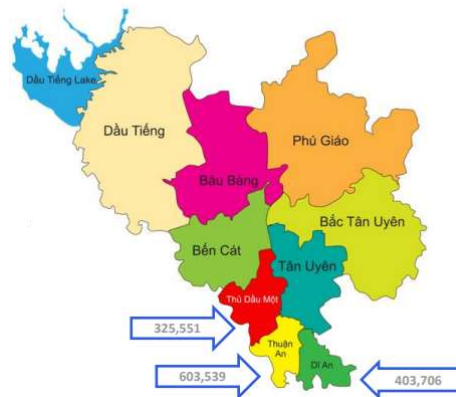 Dầu Tiếng Lake
Dầu Tiếng
Phú Giáo
Bàu Bàng
Bắc Tân Uyên
Bến Cát
Tân Uyên
Thủ Dầu Một
325,551
Thuận
An
Dĩ An
603,539
403,706